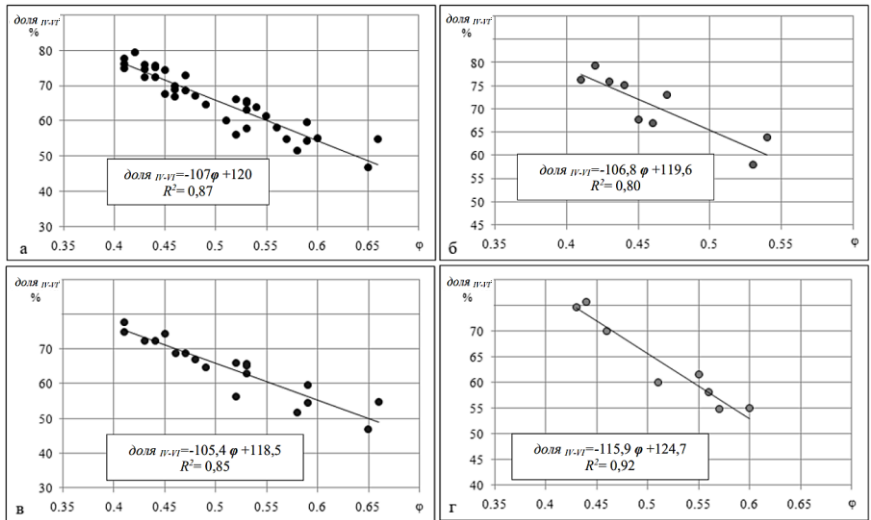 доля IV-VI,
%
80
70
60
50
40
30
доля IV-VI=-107φ +120
R²= 0,87
а
0.35 0.4 0.45 0.5 0.55 0.6 0.65 φ
доля IV-VI,
%
80
75
70
65
60
55
50
45
доля IV-VI=-106,8 φ +119,6
R²= 0,80
б
0.35 0.4 0.45 0.5 0.55 φ
доля IV-VI,
%
70
60
50
40
30
доля IV-VI=-105,4 φ +118,5
R²= 0,85
в
0.35 0.4 0.45 0.5 0.55 0.6 0.65 φ
доля IV-VI,
%
70
65
60
55
50
45
40
доля IV-VI=-115,9 φ +124,7
R²= 0,92
г
0.35 0.4 0.45 0.5 0.55 0.6 0.65 φ